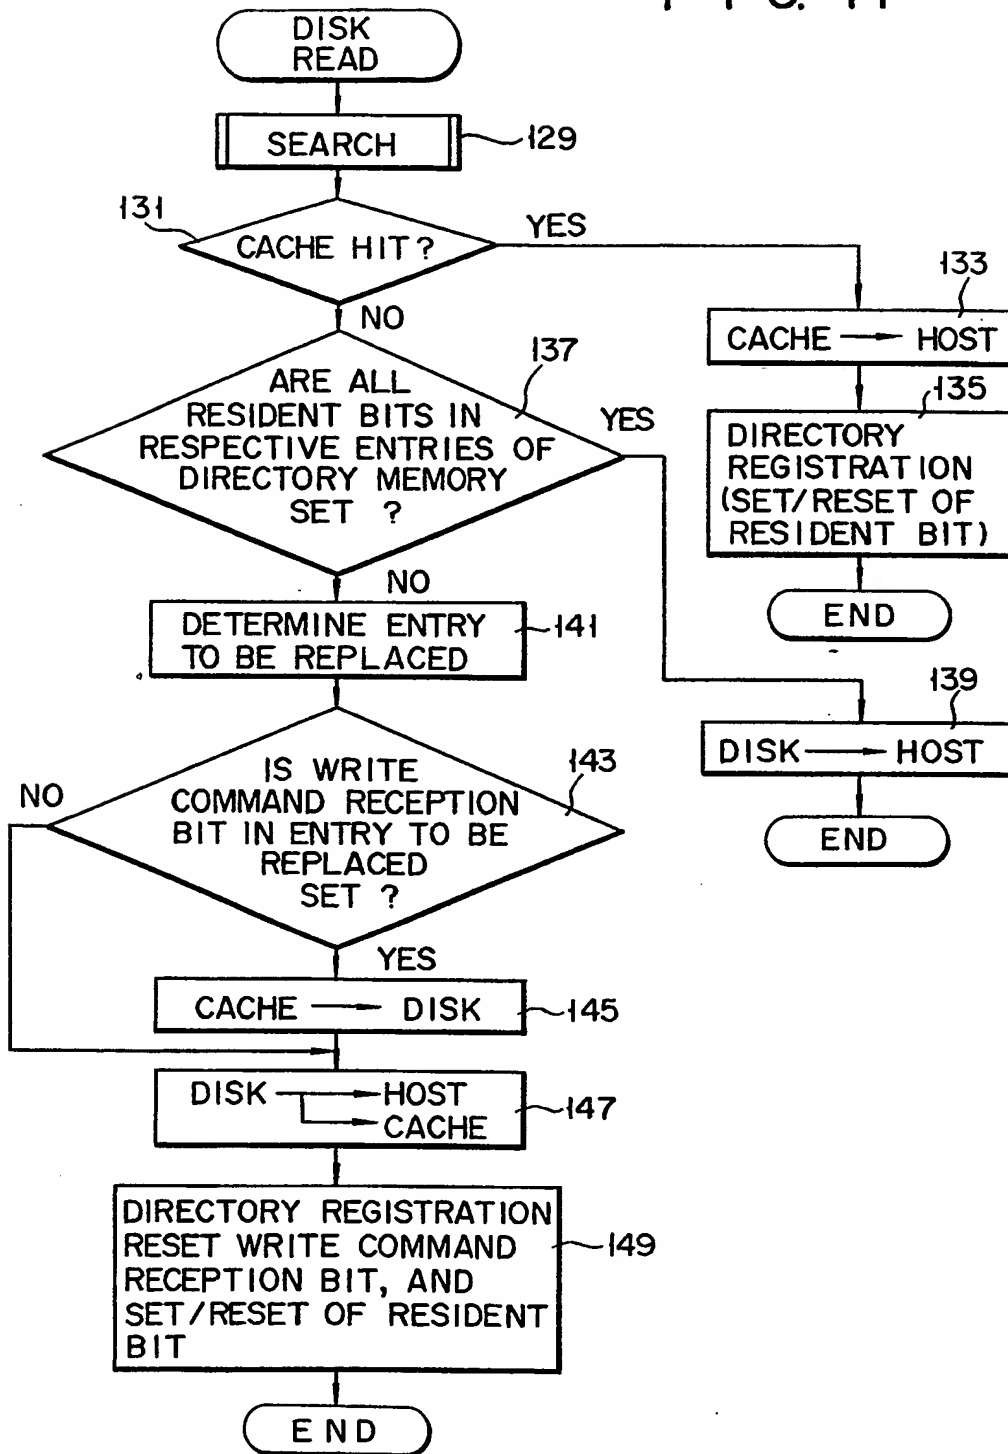 DISK
READ
SEARCH
129
131
CACHE HIT?
YES
NO
133
CACHE → HOST
135
DIRECTORY
REGISTRATION
(SET/RESET OF
RESIDENT BIT)
END
137
ARE ALL
RESIDENT BITS IN
RESPECTIVE ENTRIES OF
DIRECTORY MEMORY
SET ?
YES
NO
139
DISK → HOST
END
DETERMINE ENTRY
TO BE REPLACED
141
143
IS WRITE
COMMAND RECEPTION
BIT IN ENTRY TO BE
REPLACED
SET ?
NO
YES
CACHE → DISK
145
DISK → HOST
→ CACHE
147
DIRECTORY REGISTRATION
RESET WRITE COMMAND
RECEPTION BIT, AND
SET/RESET OF RESIDENT
BIT
149
END